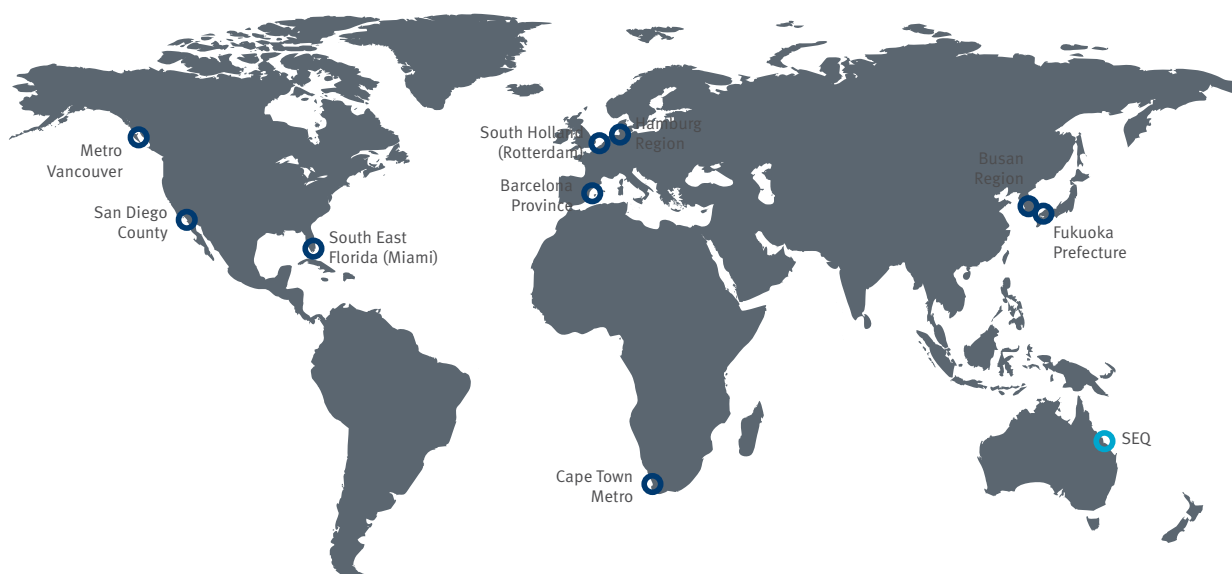 Metro
Vancouver
San Diego
County
South East
Florida (Miami)
South Holland
(Rotterdam)
Hamburg
Region
Barcelona
Province
Busan
Region
Fukuoka
Prefecture
Cape Town
Metro
SEQ